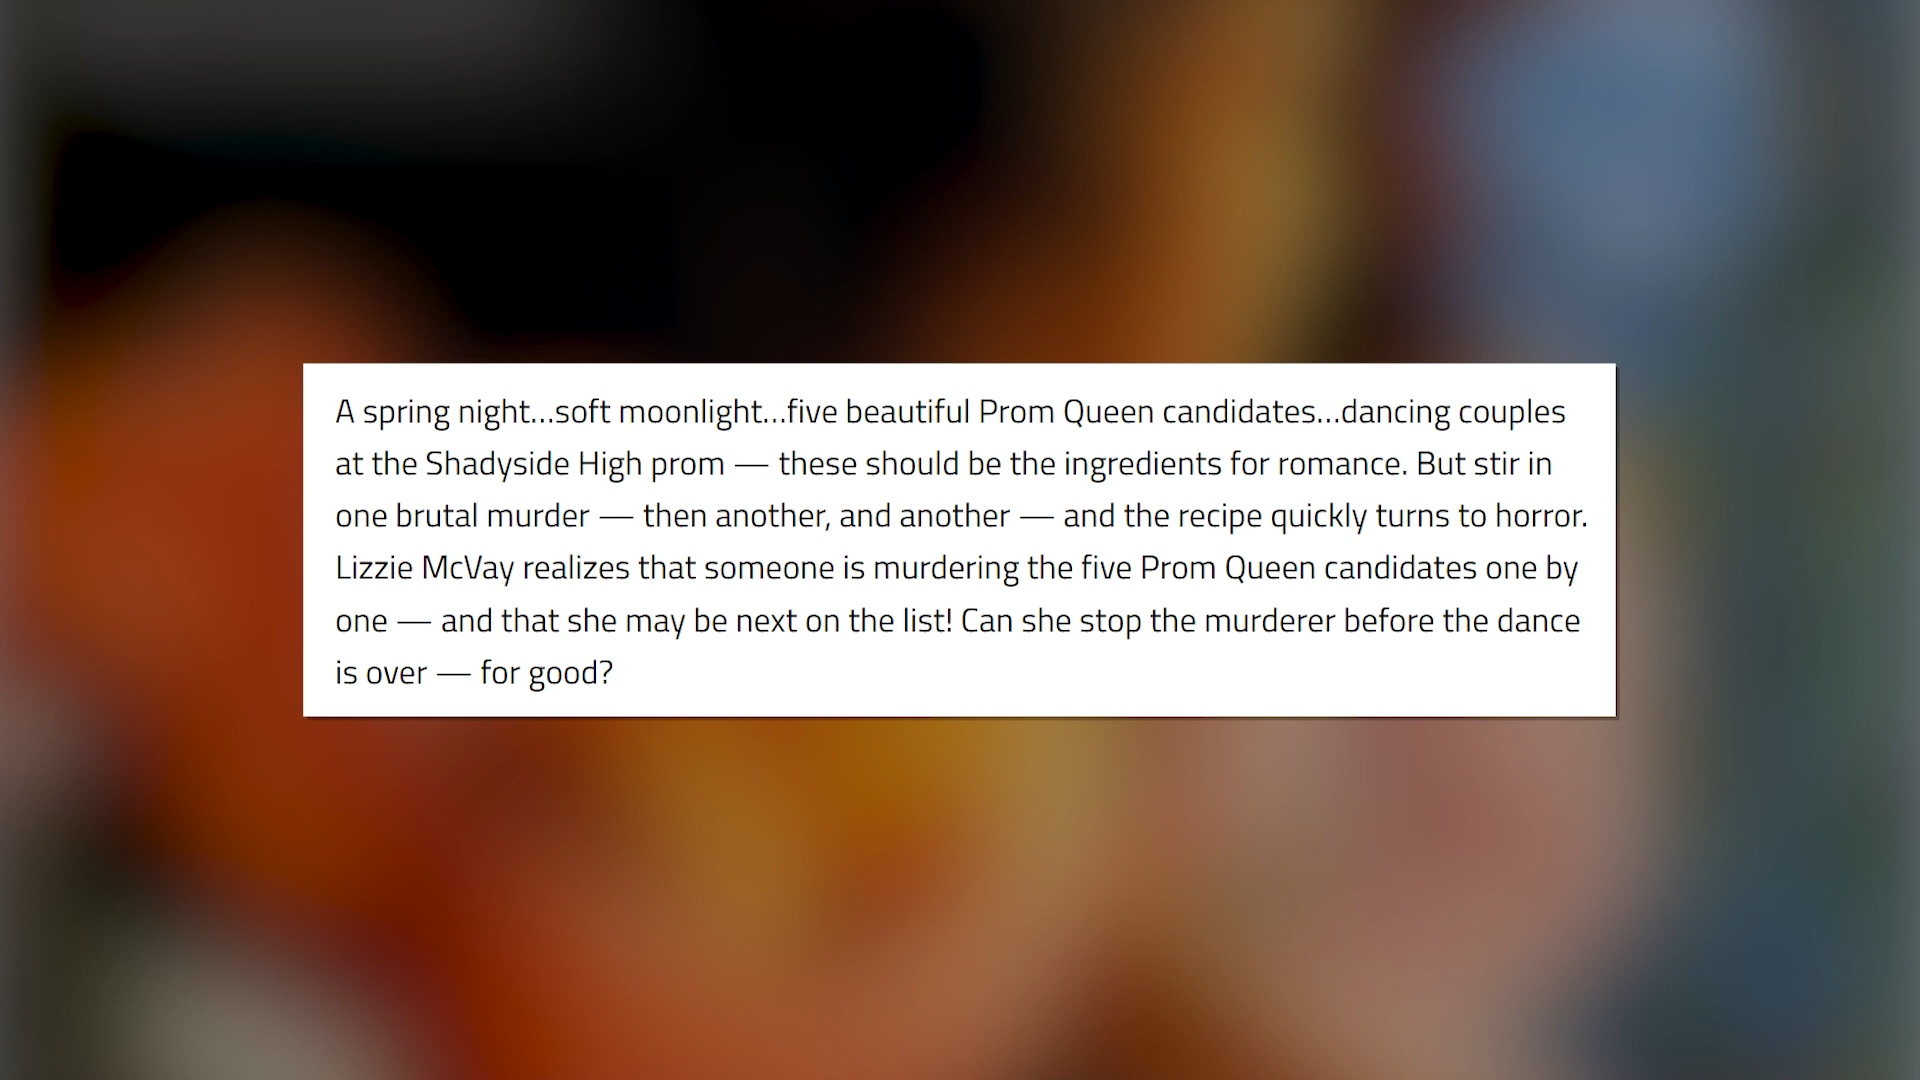 A spring night...soft moonlight...five beautiful Prom Queen candidates...dancing couples
at the Shadyside High prom — these should be the ingredients for romance. But stir in
one brutal murder — then another, and another — and the recipe quickly turns to horror.
Lizzie McVay realizes that someone is murdering the five Prom Queen candidates one by
one — and that she may be next on the list! Can she stop the murderer before the dance
is over — for good?